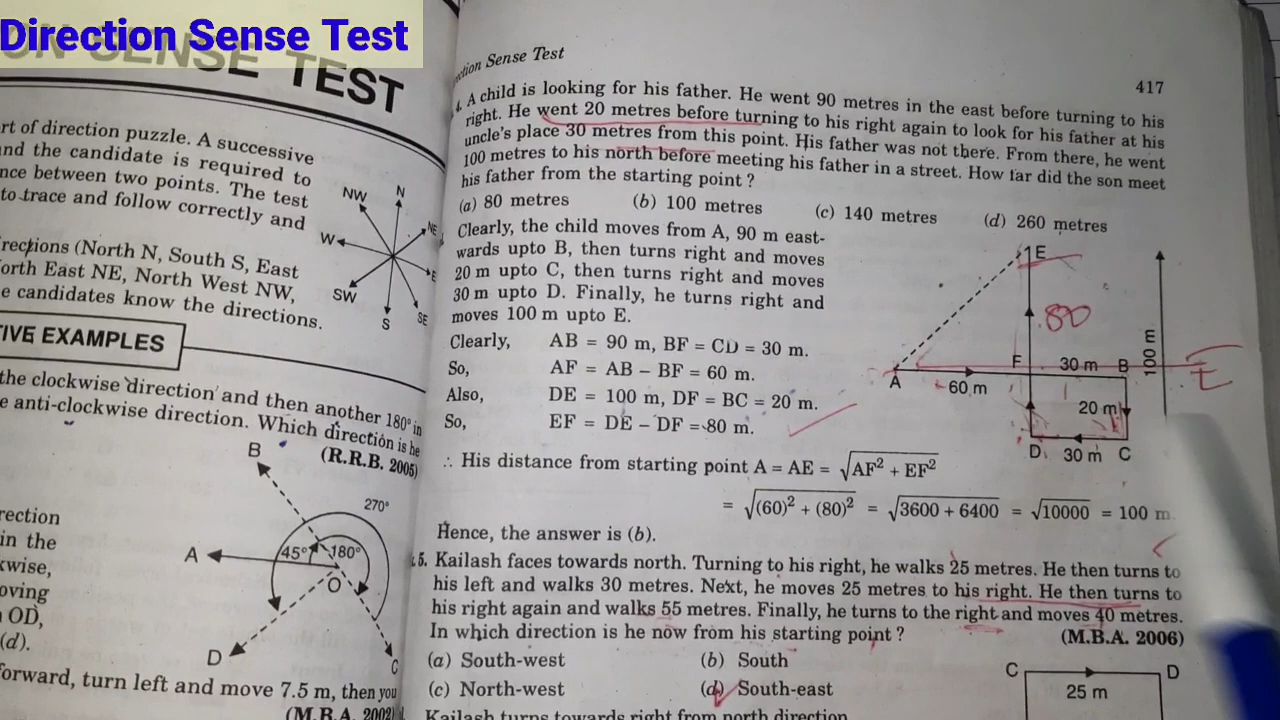 Direction Sense Test
ON SENSE TEST
rt of direction puzzle. A successive
and the candidate is required to
nce between two points. The test
to trace and follow correctly and
NW
N
NE
W
E
SW
S
SE
rections (North N, South S, East
orth East NE, North West NW,
e candidates know the directions.
IVE EXAMPLES
the clockwise direction and then another 180° in
e anti-clockwise direction. Which direction is he
(R.R.B. 2005)
B
270°
A
45°
180°
O
D
C
rection
in the
kwise,
oving
OD,
(d).
forward, turn left and move 7.5 m, then you
(M.B.A. 2002)
ction Sense Test
417
4. A child is looking for his father. He went 90 metres in the east before turning to his
right. He went 20 metres before turning to his right again to look for his father at his
uncle's place 30 metres from this point. His father was not there. From there, he went
100 metres to his north before meeting his father in a street. How far did the son meet
his father from the starting point ?
(a) 80 metres (b) 100 metres (c) 140 metres (d) 260 metres
Clearly, the child moves from A, 90 m east-
wards upto B, then turns right and moves
20 m upto C, then turns right and moves
30 m upto D. Finally, he turns right and
moves 100 m upto E.
Clearly, AB = 90 m, BF = CD = 30 m.
So, AF = AB – BF = 60 m.
Also, DE = 100 m, DF = BC = 20 m.
So, EF = DE – DF = 80 m.
E
80
F
30 m
B
100 m
E
A
60 m
20 m
D
30 m
C
∴ His distance from starting point A = AE = √AF² + EF²
= √(60)² + (80)² = √3600 + 6400 = √10000 = 100 m.
Hence, the answer is (b).
5. Kailash faces towards north. Turning to his right, he walks 25 metres. He then turns to
his left and walks 30 metres. Next, he moves 25 metres to his right. He then turns to
his right again and walks 55 metres. Finally, he turns to the right and moves 40 metres.
In which direction is he now from his starting point ? (M.B.A. 2006)
(a) South-west (b) South
(c) North-west (d) South-east
C
D
25 m
Kailash turns towards right from north direction